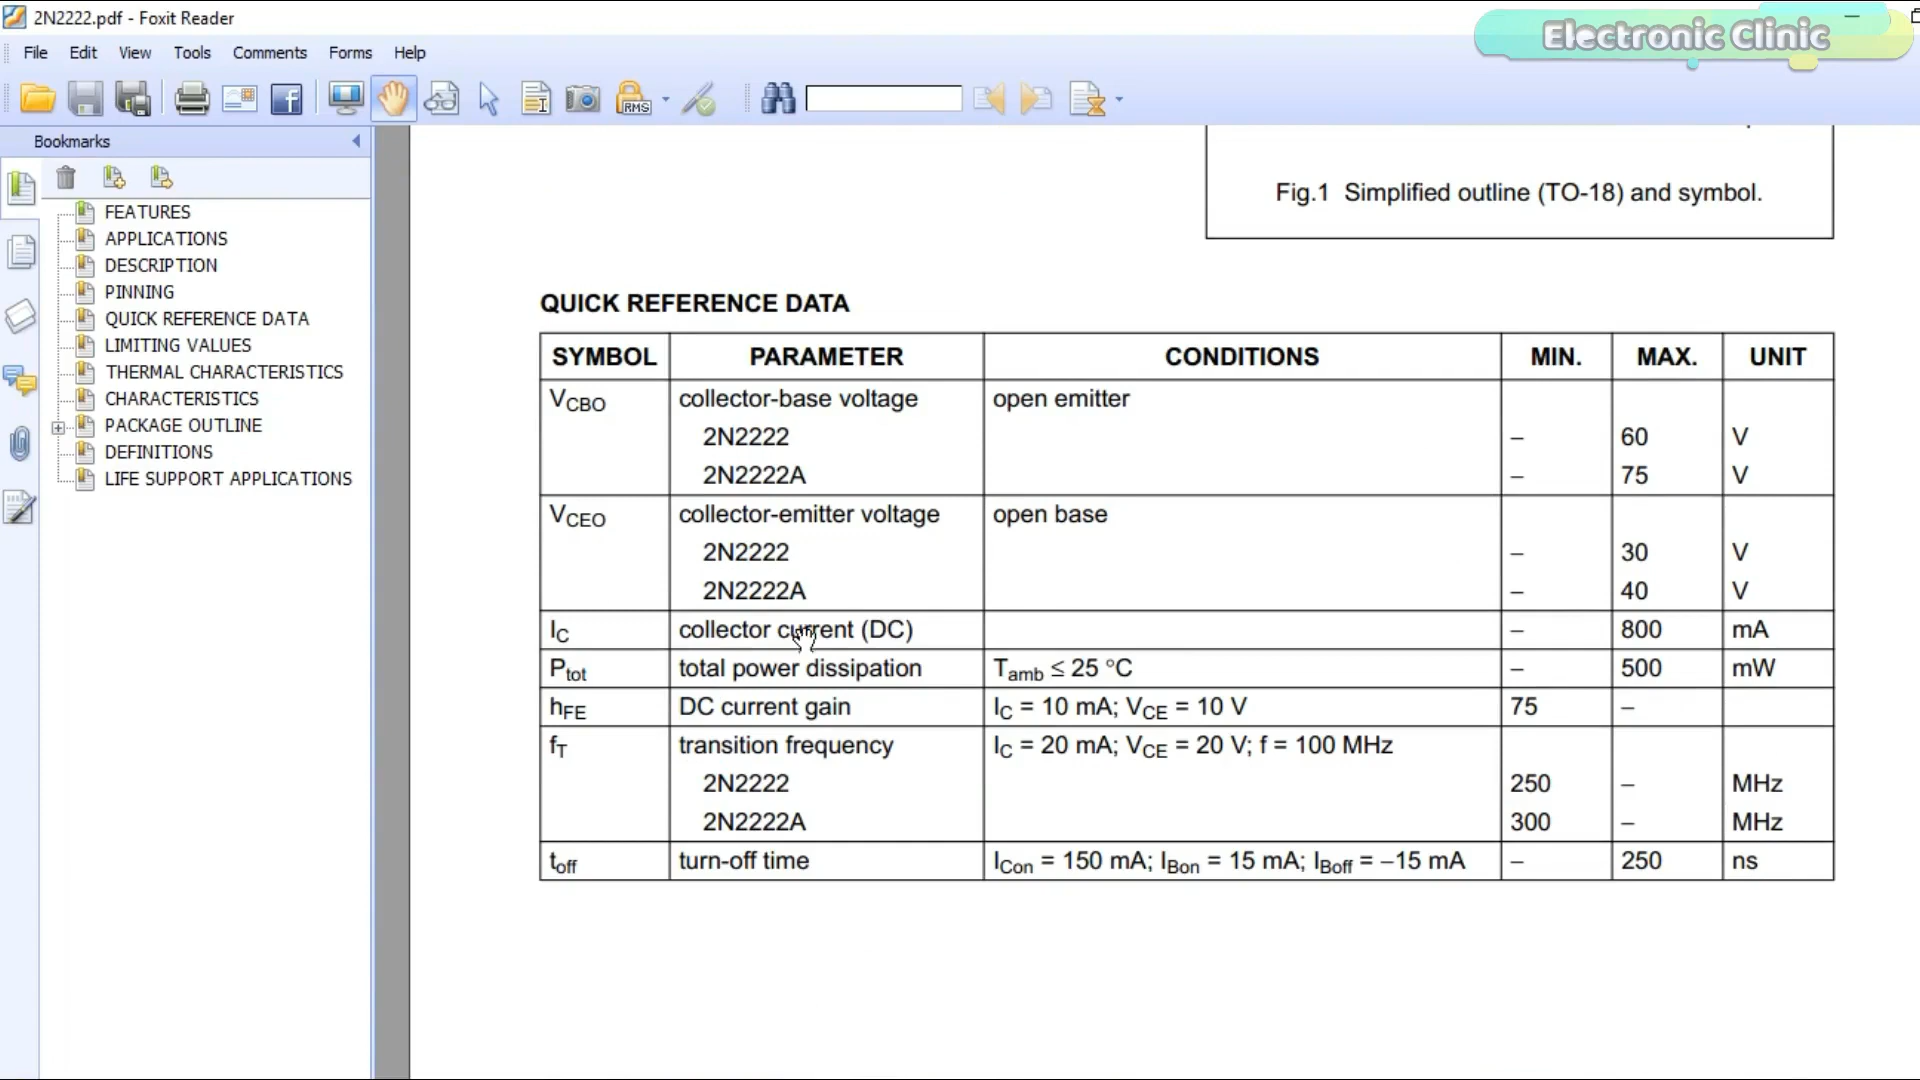 2N2222.pdf - Foxit Reader
Electronic Clinic
File Edit View Tools Comments Forms Help
RMS
Bookmarks
FEATURES
APPLICATIONS
DESCRIPTION
PINNING
QUICK REFERENCE DATA
LIMITING VALUES
THERMAL CHARACTERISTICS
CHARACTERISTICS
PACKAGE OUTLINE
DEFINITIONS
LIFE SUPPORT APPLICATIONS
Fig.1 Simplified outline (TO-18) and symbol.
QUICK REFERENCE DATA
SYMBOL PARAMETER CONDITIONS MIN. MAX. UNIT
VCBO collector-base voltage open emitter
2N2222 – 60 V
2N2222A – 75 V
VCEO collector-emitter voltage open base
2N2222 – 30 V
2N2222A – 40 V
IC collector current (DC) – 800 mA
Ptot total power dissipation Tamb ≤ 25 °C – 500 mW
hFE DC current gain IC = 10 mA; VCE = 10 V 75 –
fT transition frequency IC = 20 mA; VCE = 20 V; f = 100 MHz
2N2222 250 – MHz
2N2222A 300 – MHz
toff turn-off time ICon = 150 mA; IBon = 15 mA; IBoff = –15 mA – 250 ns